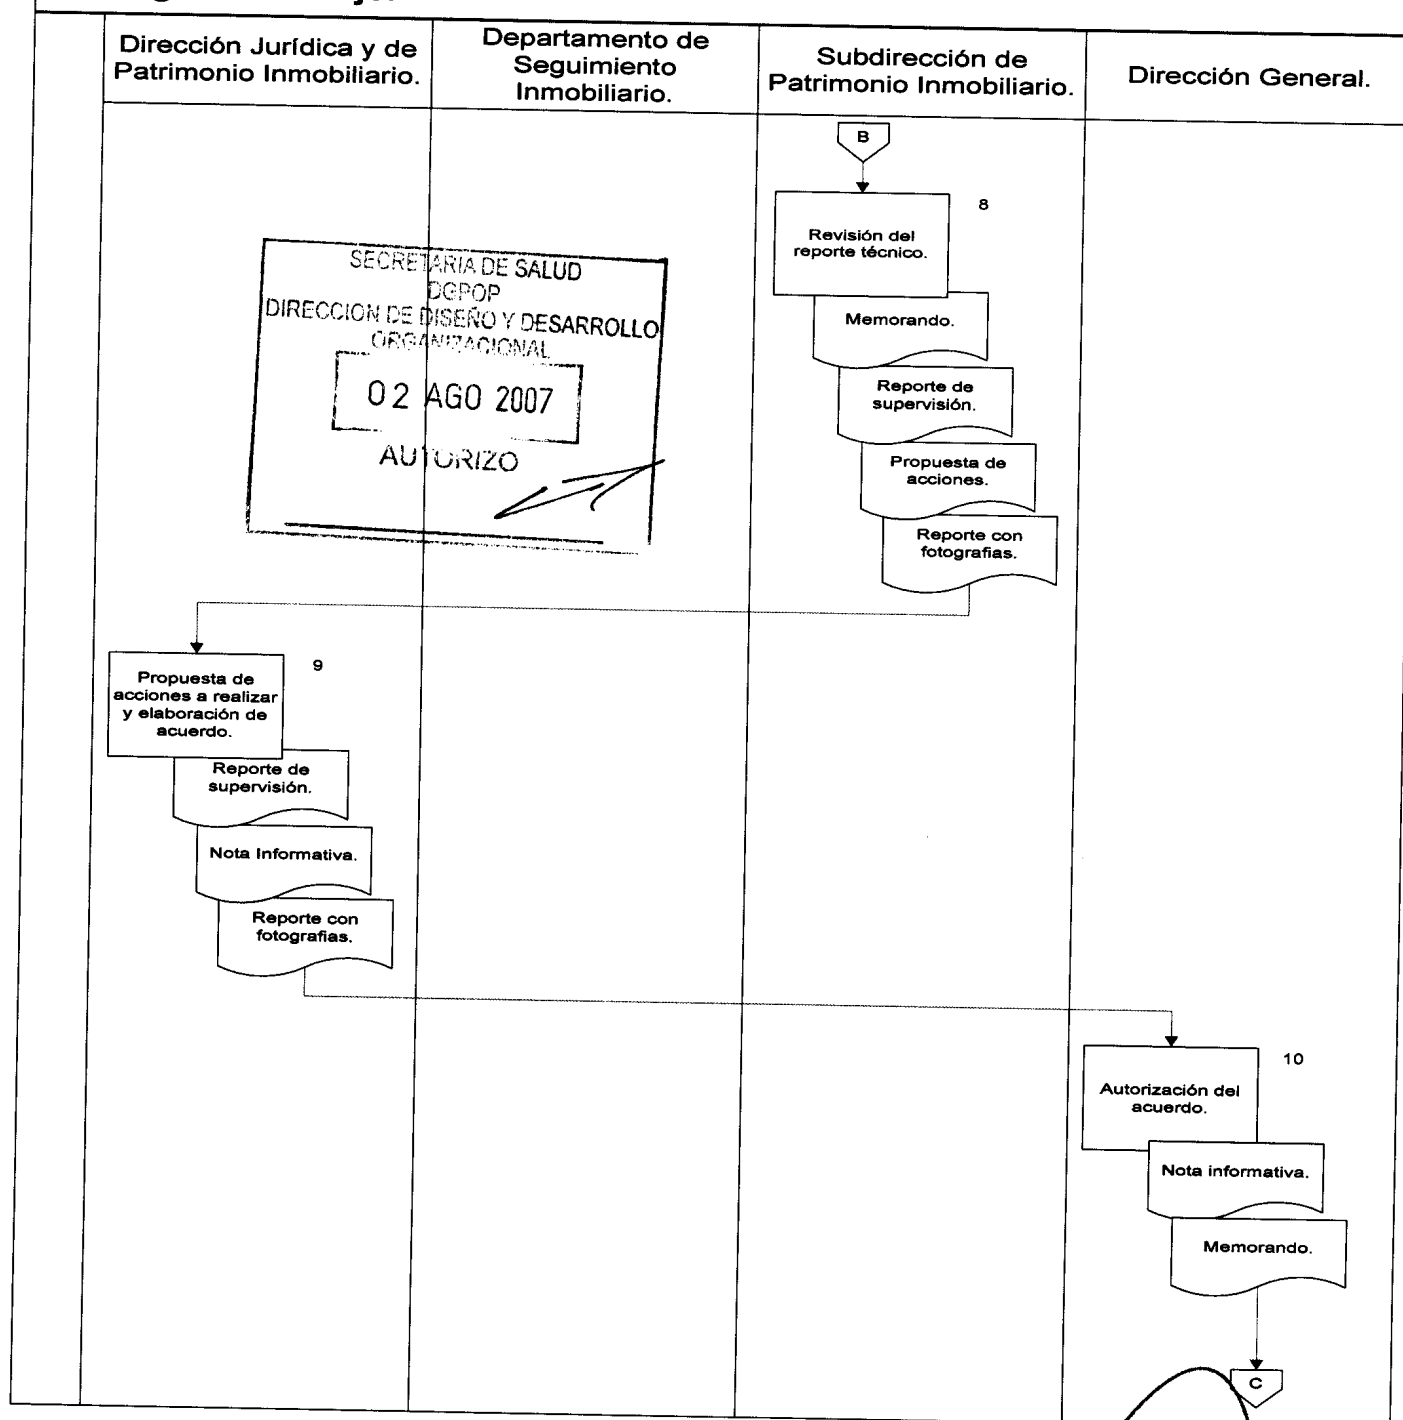 Dirección Jurídica y de
Patrimonio Inmobiliario.
Departamento de
Seguimiento
Inmobiliario.
Subdirección de
Patrimonio Inmobiliario.
Dirección General.
B
8
Revisión del
reporte técnico.
Memorando.
Reporte de
supervisión.
Propuesta de
acciones.
Reporte con
fotografias.
SECRETARIA DE SALUD
DGPOP
DIRECCION DE DISEÑO Y DESARROLLO
ORGANIZACIONAL
02 AGO 2007
AUTORIZO
9
Propuesta de
acciones a realizar
y elaboración de
acuerdo.
Reporte de
supervisión.
Nota Informativa.
Reporte con
fotografias.
10
Autorización del
acuerdo.
Nota informativa.
Memorando.
C